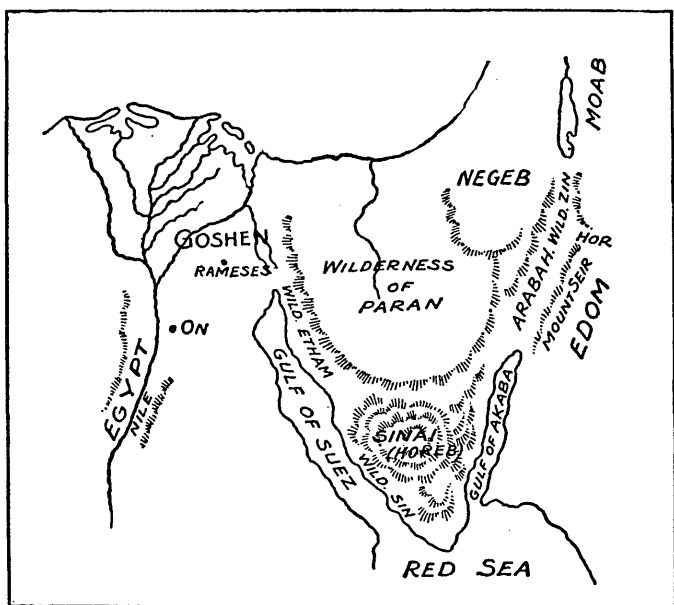 MOAB
NEGEB
ARABAH. WILD. ZIN
HOR
MOUNT SEIR
EDOM
GOSHEN
RAMESES
WILDERNESS
OF
PARAN
WILD. ETHAM
ON
EGYPT
NILE
GULF OF SUEZ
SINAI
(HOREB)
WILD. SIN
GULF OF AKABA
RED SEA